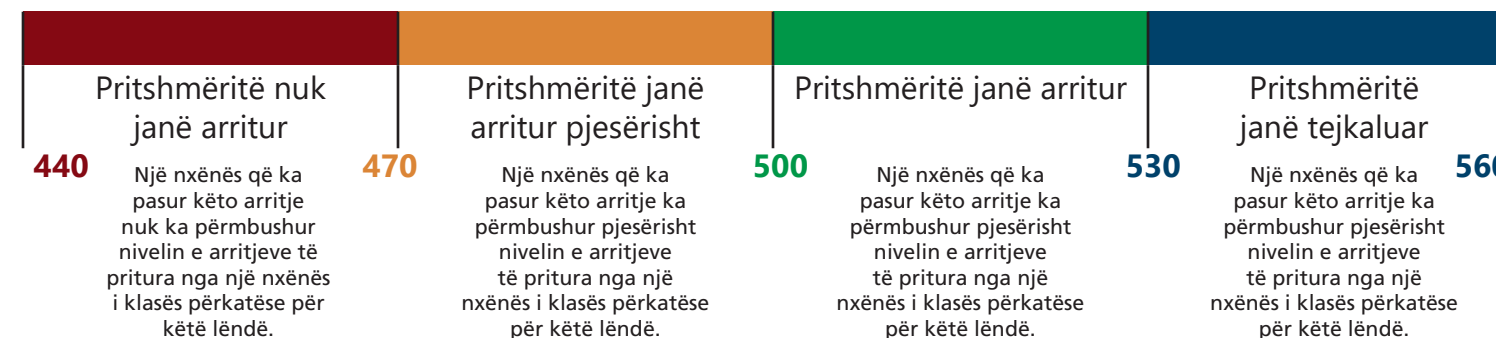 Pritshmëritë nuk
janë arritur
Pritshmëritë janë
arritur pjesërisht
Pritshmëritë janë arritur
Pritshmëritë
janë tejkaluar
440
470
500
530
560
Një nxënës që ka
pasur këto arritje
nuk ka përmbushur
nivelin e arritjeve të
pritura nga një nxënës
i klasës përkatëse për
këtë lëndë.
Një nxënës që ka
pasur këto arritje ka
përmbushur pjesërisht
nivelin e arritjeve
të pritura nga një
nxënës i klasës përkatëse
për këtë lëndë.
Një nxënës që ka
pasur këto arritje ka
përmbushur pjesërisht
nivelin e arritjeve
të pritura nga një
nxënës i klasës përkatëse
për këtë lëndë.
Një nxënës që ka
pasur këto arritje ka
përmbushur pjesërisht
nivelin e arritjeve
të pritura nga një
nxënës i klasës përkatëse
për këtë lëndë.